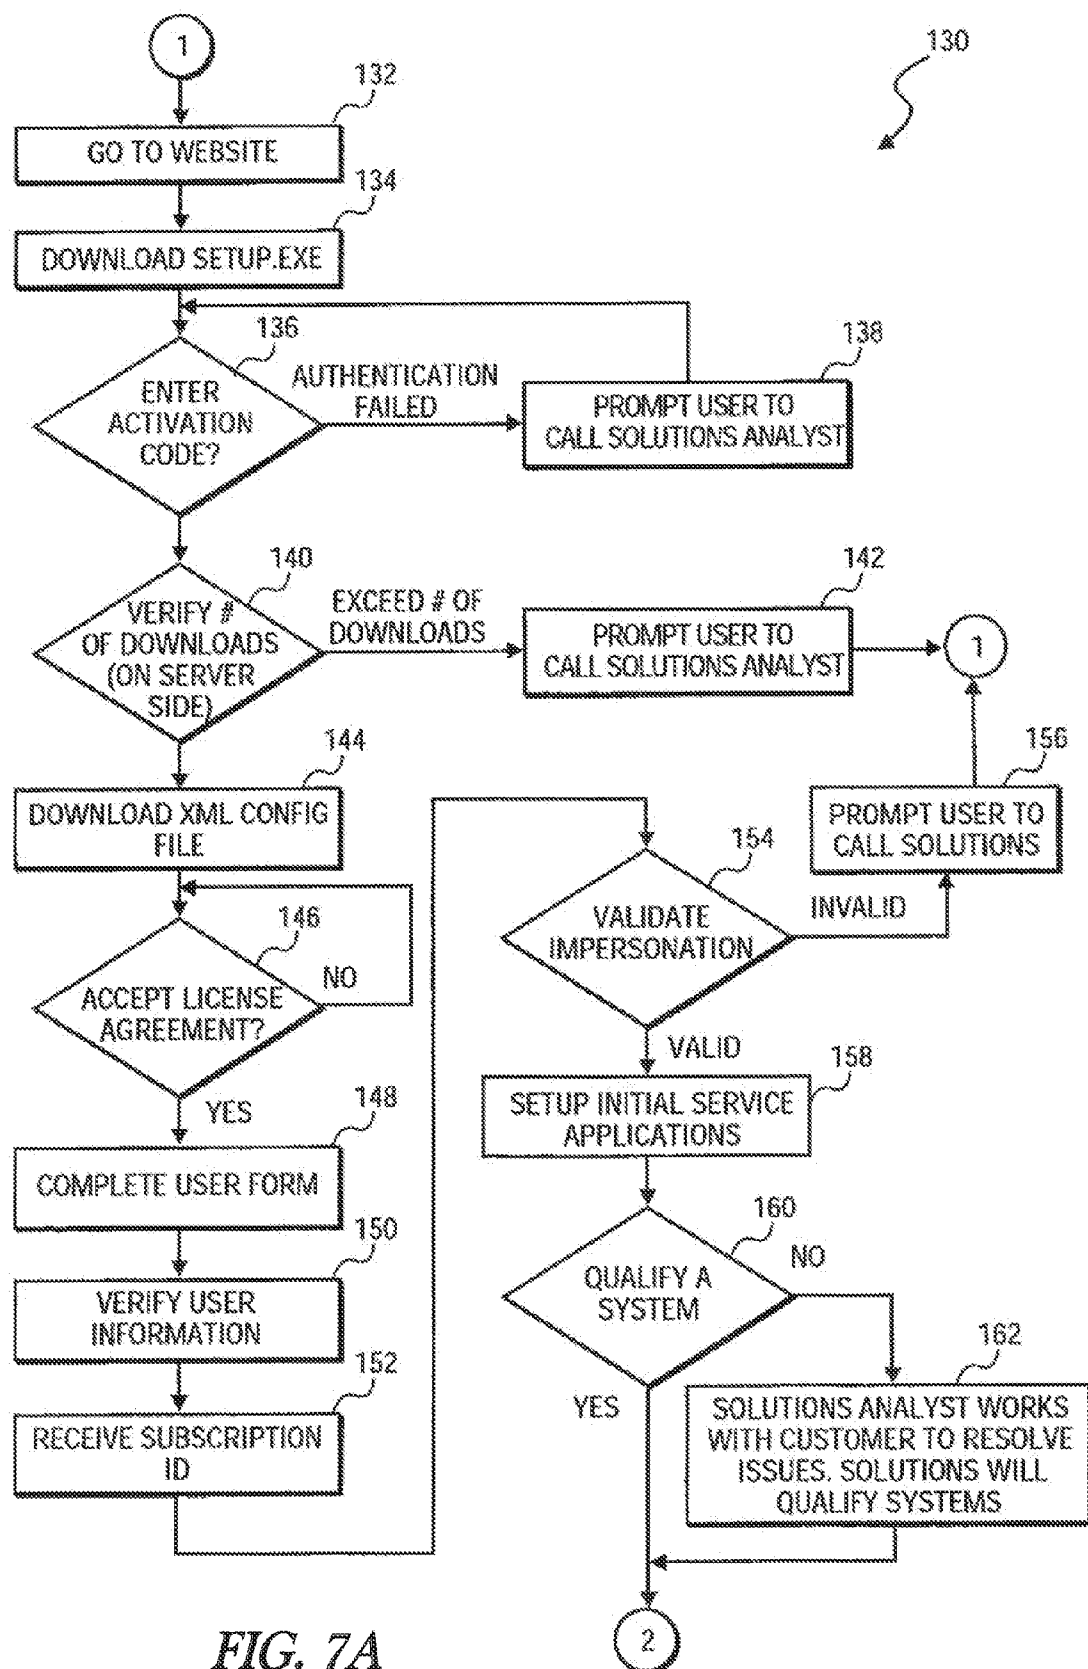 1
130
132
GO TO WEBSITE
134
DOWNLOAD SETUP.EXE
136
ENTER
ACTIVATION
CODE?
AUTHENTICATION
FAILED
138
PROMPT USER TO
CALL SOLUTIONS ANALYST
140
VERIFY #
OF DOWNLOADS
(ON SERVER
SIDE)
EXCEED # OF
DOWNLOADS
142
PROMPT USER TO
CALL SOLUTIONS ANALYST
1
144
DOWNLOAD XML CONFIG
FILE
146
ACCEPT LICENSE
AGREEMENT?
NO
YES
148
COMPLETE USER FORM
150
VERIFY USER
INFORMATION
152
RECEIVE SUBSCRIPTION
ID
154
VALIDATE
IMPERSONATION
INVALID
156
PROMPT USER TO
CALL SOLUTIONS
VALID
158
SETUP INITIAL SERVICE
APPLICATIONS
160
QUALIFY A
SYSTEM
NO
YES
162
SOLUTIONS ANALYST WORKS
WITH CUSTOMER TO RESOLVE
ISSUES. SOLUTIONS WILL
QUALIFY SYSTEMS
2
FIG. 7A